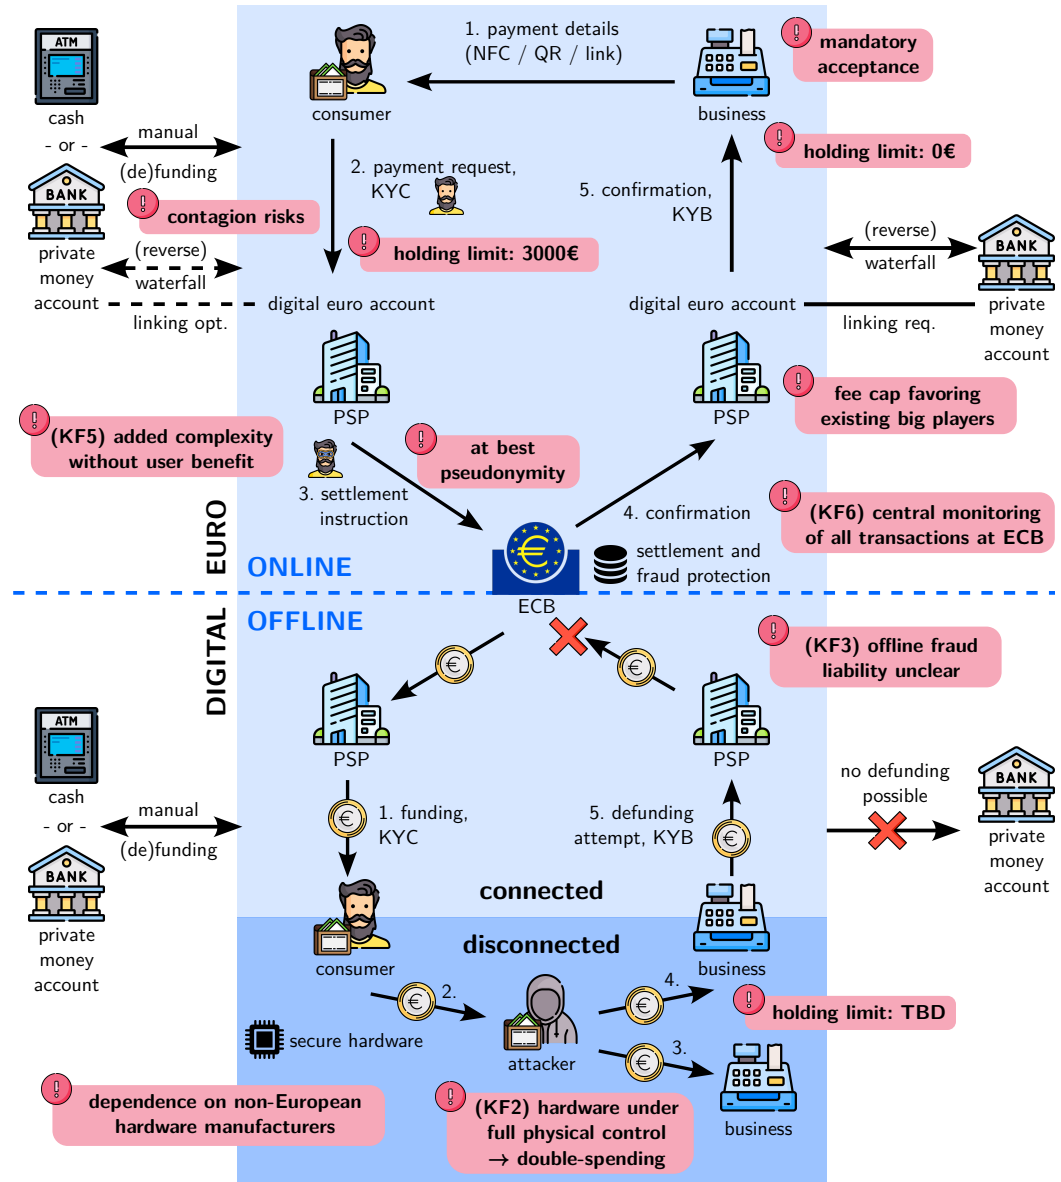 1. payment details
(NFC / QR / link)
mandatory
acceptance
ATM
cash
- or -
BANK
private
money
account
manual
(de)funding
contagion risks
(reverse)
waterfall
linking opt.
consumer
business
holding limit: 0€
2. payment request,
KYC
5. confirmation,
KYB
holding limit: 3000€
(reverse)
waterfall
BANK
private
money
account
linking req.
digital euro account
digital euro account
PSP
PSP
fee cap favoring
existing big players
(KF5) added complexity
without user benefit
at best
pseudonymity
3. settlement
instruction
4. confirmation
(KF6) central monitoring
of all transactions at ECB
settlement and
fraud protection
ECB
DIGITAL EURO
ONLINE
OFFLINE
(KF3) offline fraud
liability unclear
PSP
PSP
ATM
cash
- or -
BANK
private
money
account
manual
(de)funding
1. funding,
KYC
5. defunding
attempt, KYB
no defunding
possible
BANK
private
money
account
connected
disconnected
consumer
business
2.
4.
3.
holding limit: TBD
secure hardware
attacker
business
dependence on non-European
hardware manufacturers
(KF2) hardware under
full physical control
→ double-spending